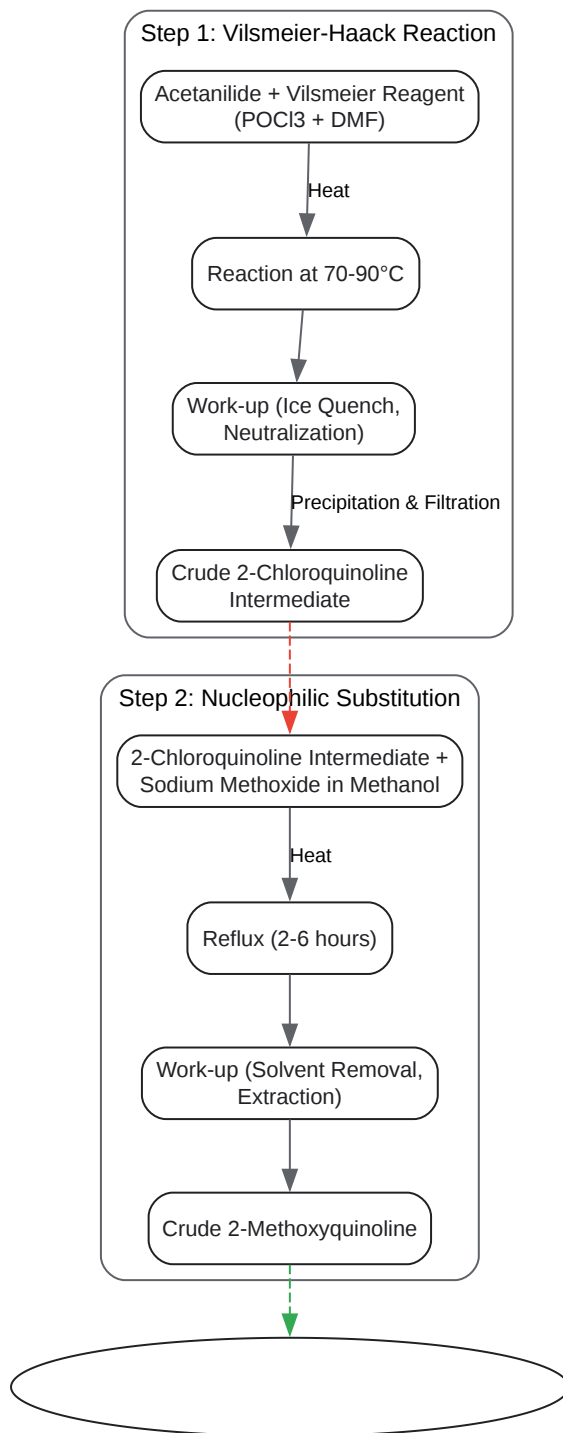 Step 1: Vilsmeier-Haack Reaction
Acetanilide + Vilsmeier Reagent
(POCl3 + DMF)
Heat
Reaction at 70-90°C
Work-up (Ice Quench,
Neutralization)
Precipitation & Filtration
Crude 2-Chloroquinoline
Intermediate
Step 2: Nucleophilic Substitution
2-Chloroquinoline Intermediate +
Sodium Methoxide in Methanol
Heat
Reflux (2-6 hours)
Work-up (Solvent Removal,
Extraction)
Crude 2-Methoxyquinoline